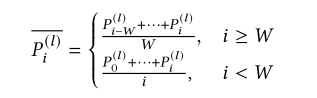 $\overline{P_i^{(l)}} = \begin{cases} \frac{P_{i-W}^{(l)} + \cdots + P_i^{(l)}}{W}, & i \geq W \\ \frac{P_0^{(l)} + \cdots + P_i^{(l)}}{i}, & i < W \end{cases}$